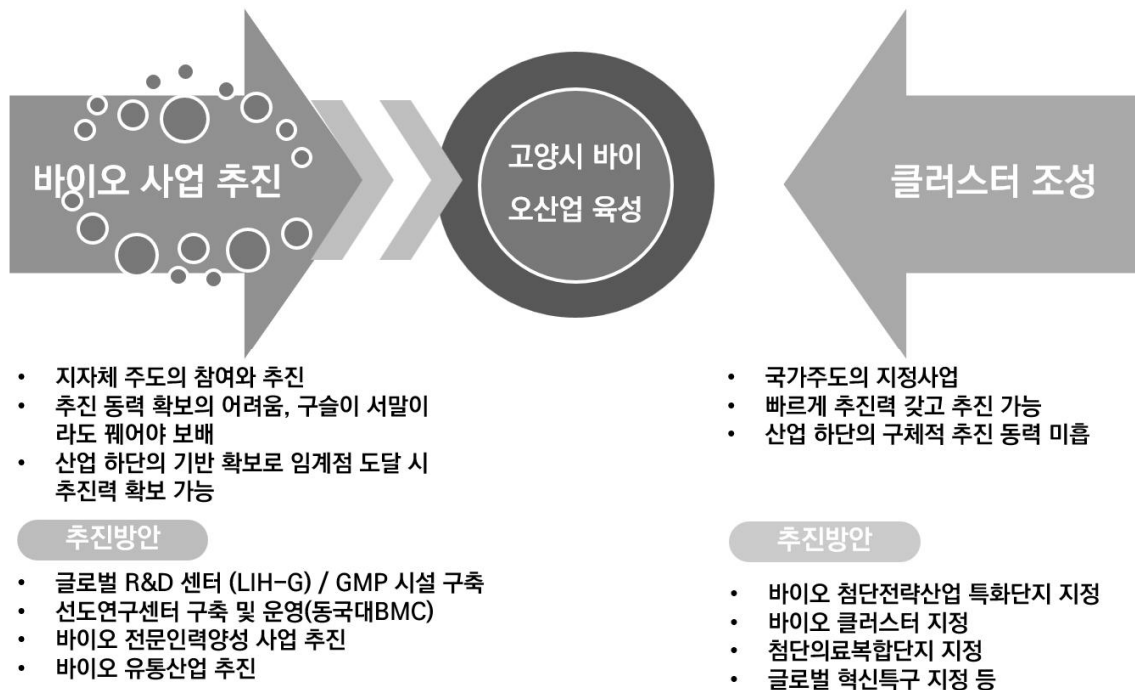 바이오 사업 추진
고양시 바이
오산업 육성
클러스터 조성
• 지자체 주도의 참여와 추진
• 추진 동력 확보의 어려움, 구슬이 서말이
라도 꿰어야 보배
• 산업 하단의 기반 확보로 임계점 도달 시
추진력 확보 가능
추진방안
• 글로벌 R&D 센터 (LIH-G) / GMP 시설 구축
• 선도연구센터 구축 및 운영(동국대BMC)
• 바이오 전문인력양성 사업 추진
• 바이오 유통산업 추진
• 국가주도의 지정사업
• 빠르게 추진력 갖고 추진 가능
• 산업 하단의 구체적 추진 동력 미흡
추진방안
• 바이오 첨단전략산업 특화단지 지정
• 바이오 클러스터 지정
• 첨단의료복합단지 지정
• 글로벌 혁신특구 지정 등